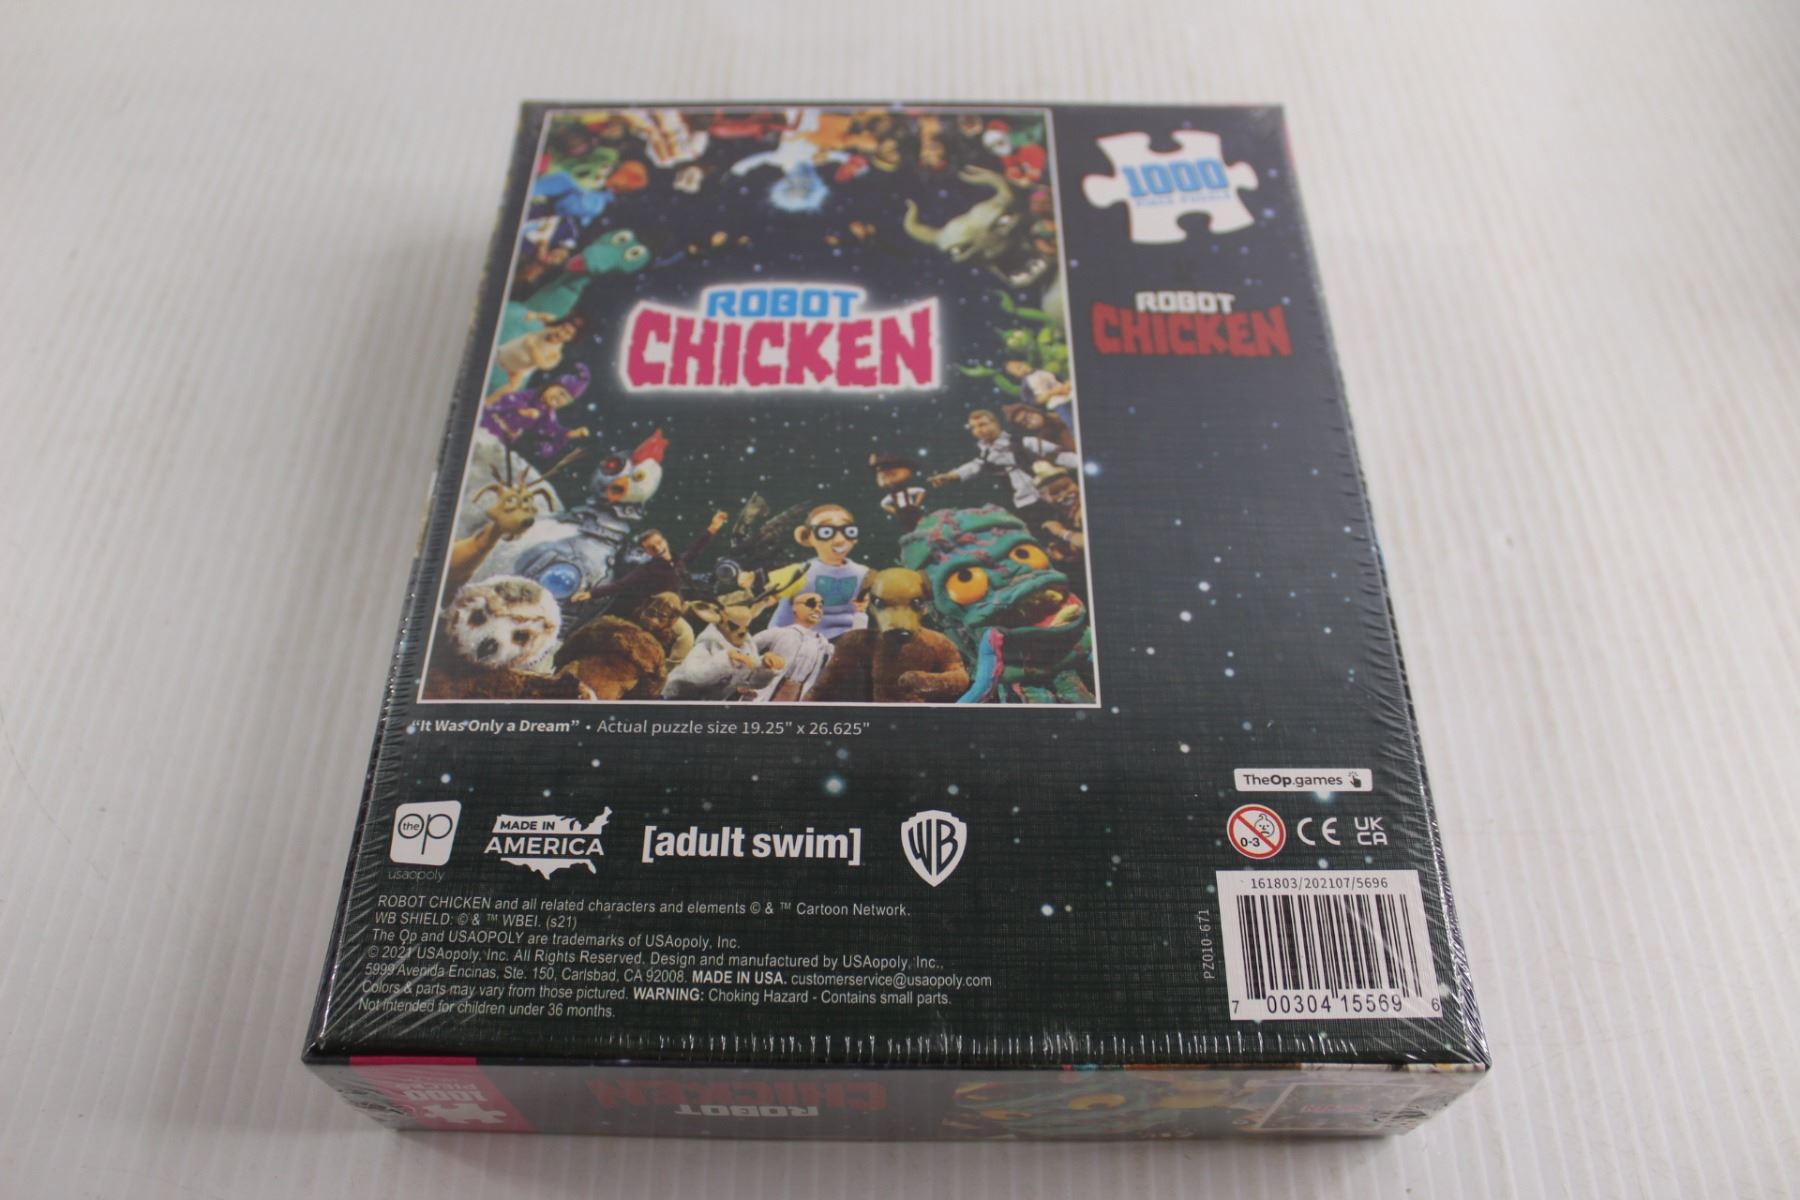 1000
PIECE PUZZLE
ROBOT
CHICKEN
ROBOT
CHICKEN
"It Was Only a Dream" • Actual puzzle size 19.25" x 26.625"
TheOp.games
the op
usaopoly
MADE IN
AMERICA
[adult swim]
WB
0-3
CE
UK
CA
ROBOT CHICKEN and all related characters and elements © & ™ Cartoon Network.
WB SHIELD: © & ™ WBEI. (s21)
The Op and USAOPOLY are trademarks of USAopoly, Inc.
© 2021 USAopoly, Inc. All Rights Reserved. Design and manufactured by USAopoly, Inc.,
5999 Avenida Encinas, Ste. 150, Carlsbad, CA 92008. MADE IN USA. customerservice@usaopoly.com
Colors & parts may vary from those pictured. WARNING: Choking Hazard - Contains small parts.
Not intended for children under 36 months.
161803/202107/5696
PZ010-671
7 00304 15569 6
1000
PIECES
ROBOT
CHICKEN